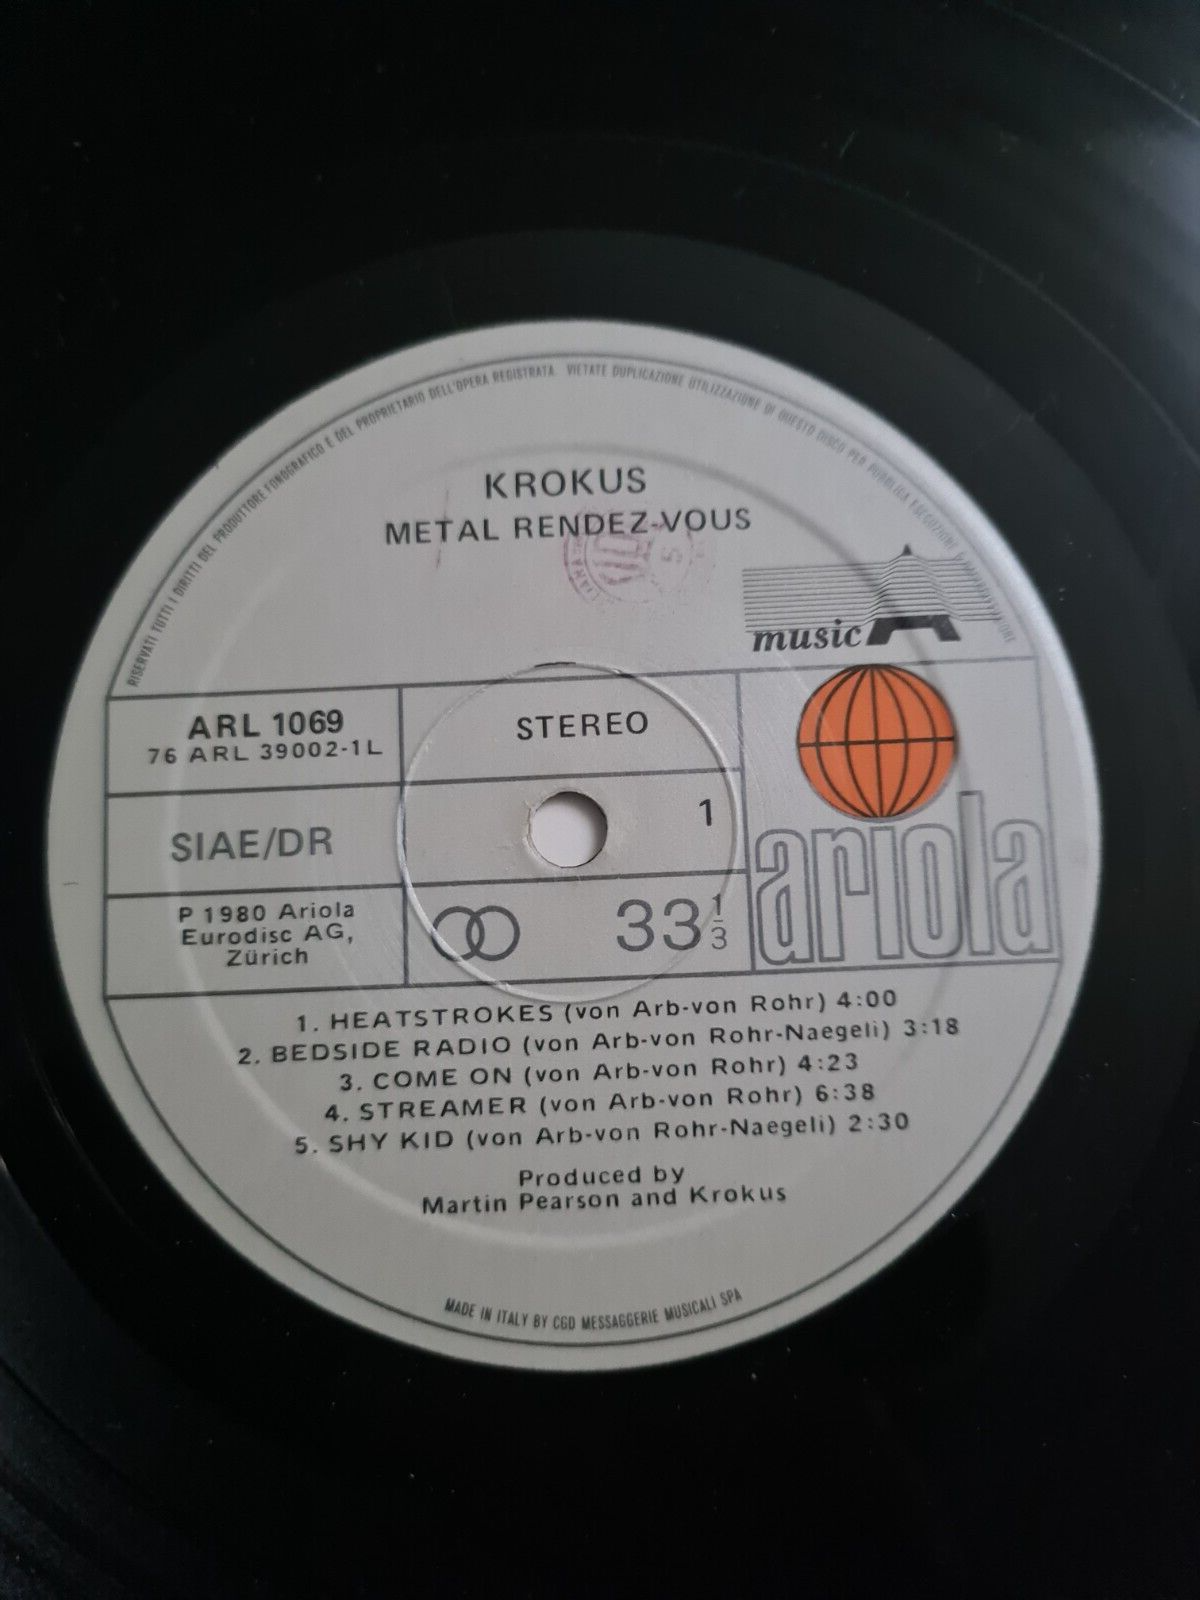 RISERVATI TUTTI I DIRITTI DEL PRODUTTORE FONOGRAFICO E DEL PROPRIETARIO DELL'OPERA REGISTRATA. VIETATE DUPLICAZIONE UTILIZZAZIONE DI QUESTO DISCO PER PUBBLICA ESECUZIONE E
KROKUS
METAL RENDEZ-VOUS
music A
ARL 1069
76 ARL 39002-1L
STEREO
SIAE/DR
1
P 1980 Ariola
Eurodisc AG,
Zürich
33 1/3
ariola
1. HEATSTROKES (von Arb-von Rohr) 4:00
2. BEDSIDE RADIO (von Arb-von Rohr-Naegeli) 3:18
3. COME ON (von Arb-von Rohr) 4:23
4. STREAMER (von Arb-von Rohr) 6:38
5. SHY KID (von Arb-von Rohr-Naegeli) 2:30
Produced by
Martin Pearson and Krokus
MADE IN ITALY BY CGD MESSAGGERIE MUSICALI SPA